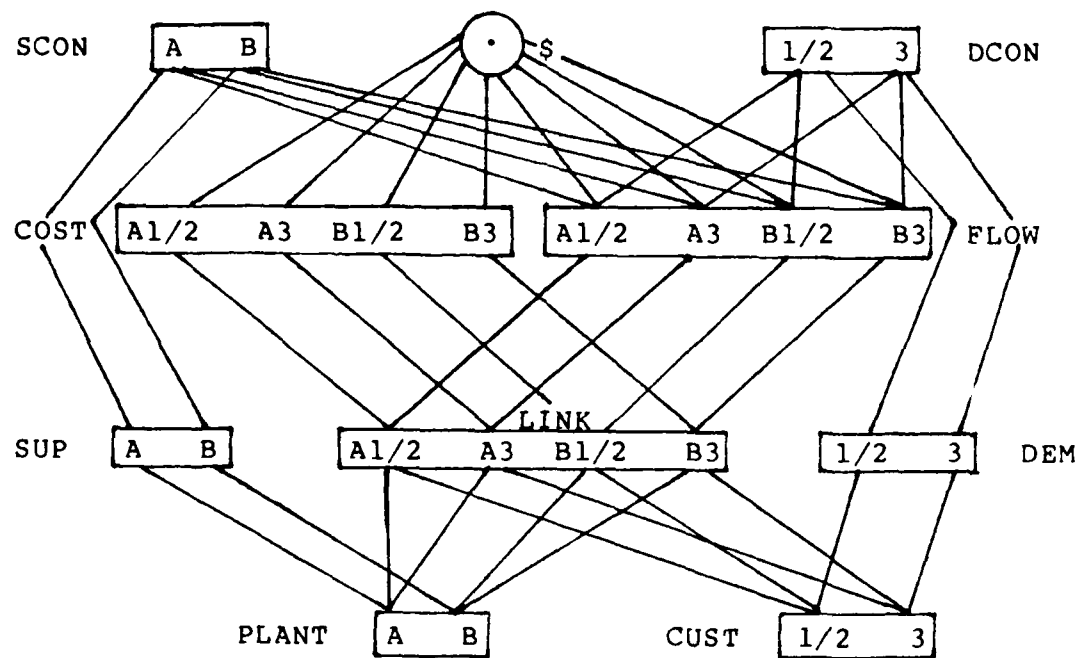 SCON A B $ 1/2 3 DCON
COST A1/2 A3 B1/2 B3 A1/2 A3 B1/2 B3 FLOW
LINK
SUP A B A1/2 A3 B1/2 B3 1/2 3 DEM
PLANT A B CUST 1/2 3